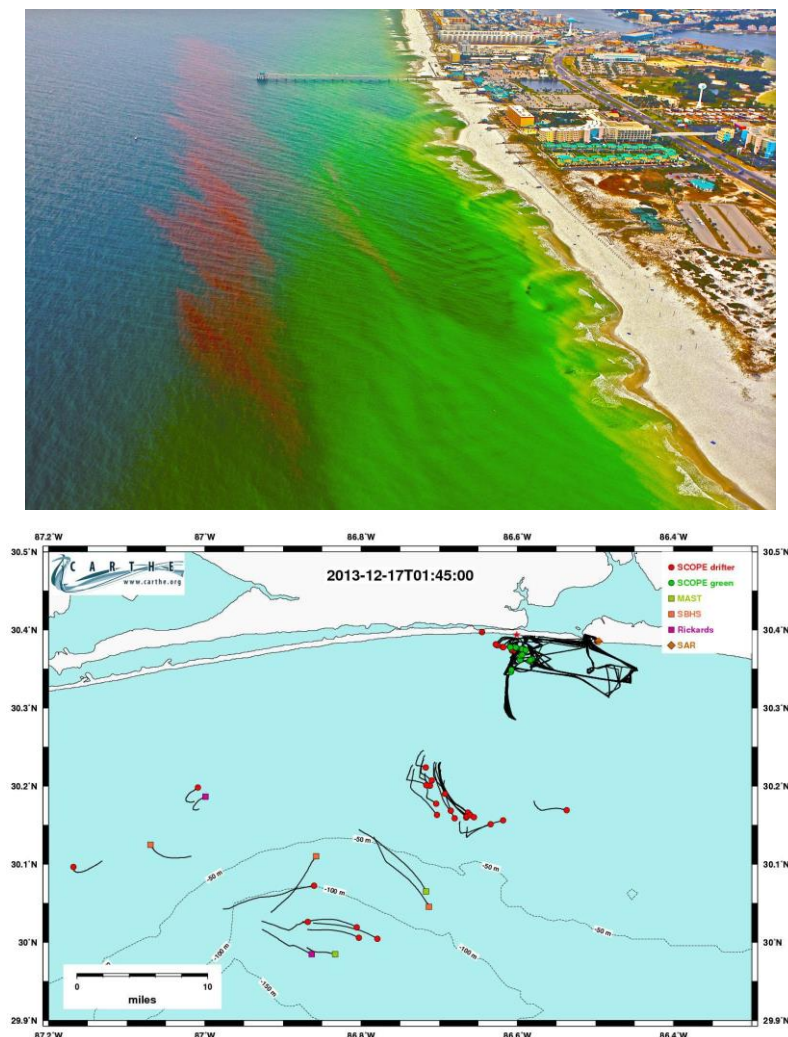 87.2˚W 87˚W 86.8˚W 86.6˚W 86.4˚W
30.5˚N 30.5˚N
CARTHE
www.carthe.org
2013-12-17T01:45:00
SCOPE drifter
SCOPE green
MAST
SBHS
Rickards
SAR
30.4˚N 30.4˚N
30.3˚N 30.3˚N
30.2˚N 30.2˚N
-50 m
30.1˚N -50 m -50 m 30.1˚N
-100 m
-50 m
30˚N -100 m -100 m 30˚N
-150 m
0 10
miles
29.9˚N 29.9˚N
87.2˚W 87˚W 86.8˚W 86.6˚W 86.4˚W